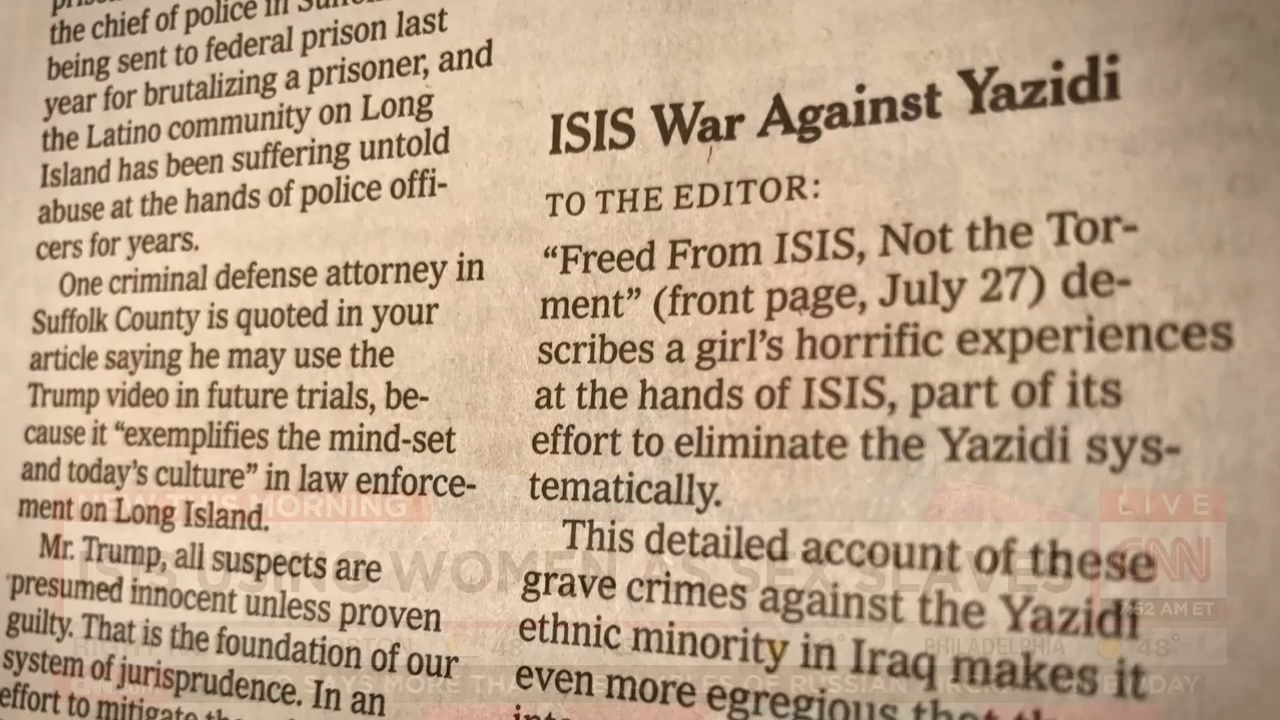 the chief of police in
being sent to federal prison last
year for brutalizing a prisoner, and
the Latino community on Long
Island has been suffering untold
abuse at the hands of police offi-
cers for years.
One criminal defense attorney in
Suffolk County is quoted in your
article saying he may use the
Trump video in future trials, be-
cause it “exemplifies the mind-set
and today’s culture” in law enforce-
ment on Long Island.
Mr. Trump, all suspects are
presumed innocent unless proven
guilty. That is the foundation of our
system of jurisprudence. In an
effort to mitigate
ISIS War Against Yazidi
TO THE EDITOR:
“Freed From ISIS, Not the Tor-
ment” (front page, July 27) de-
scribes a girl’s horrific experiences
at the hands of ISIS, part of its
effort to eliminate the Yazidi sys-
tematically.
This detailed account of these
grave crimes against the Yazidi
ethnic minority in Iraq makes it
even more egregious that
NEW THIS MORNING
ISIS USING WOMEN AS SEX SLAVES
LIVE
CNN
AM ET
PHILADELPHIA
48°
SAYS MORE
OF RUSSIAN